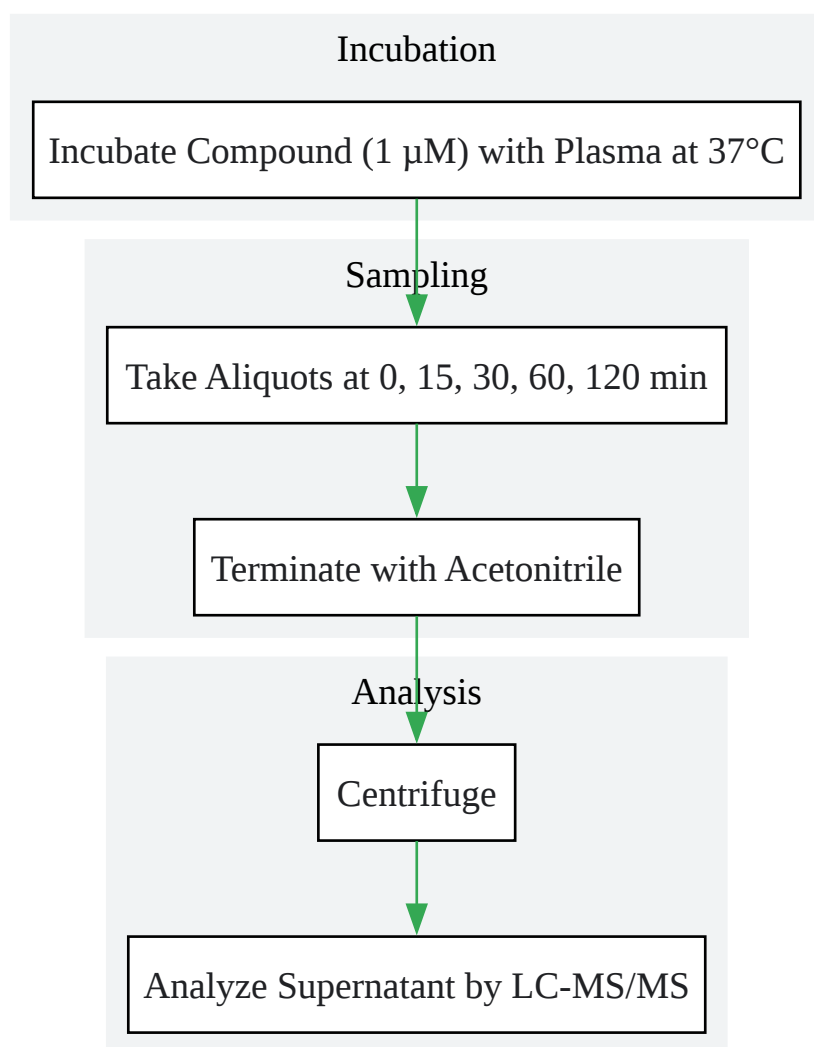 Incubation
Incubate Compound (1 µM) with Plasma at 37°C
Sampling
Take Aliquots at 0, 15, 30, 60, 120 min
Terminate with Acetonitrile
Analysis
Centrifuge
Analyze Supernatant by LC-MS/MS